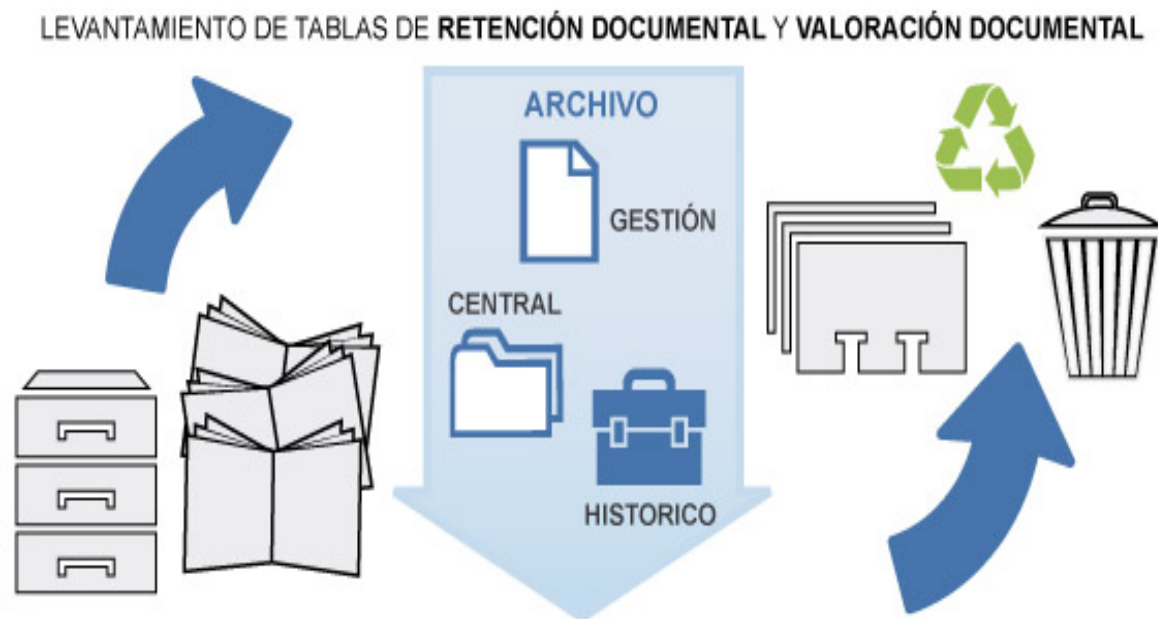 LEVANTAMIENTO DE TABLAS DE RETENCIÓN DOCUMENTAL Y VALORACIÓN DOCUMENTAL
ARCHIVO
GESTIÓN
CENTRAL
HISTORICO